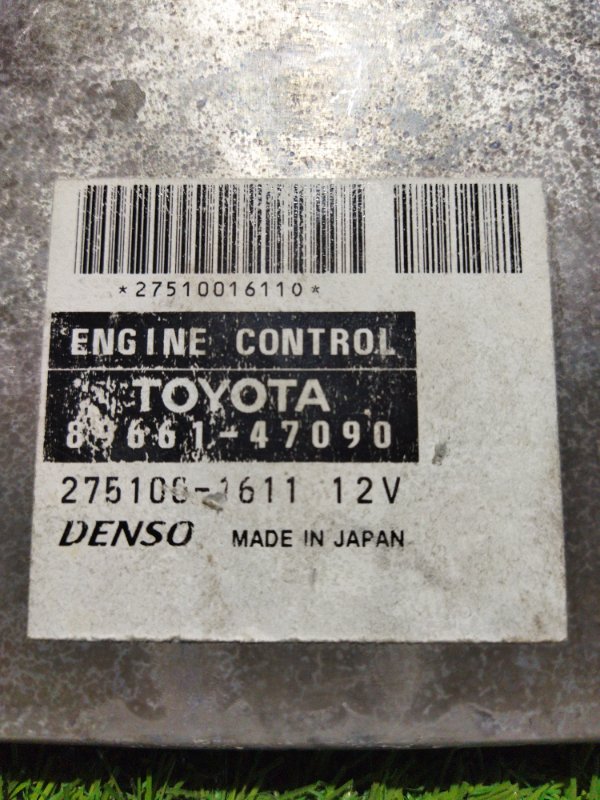 *27510016110*
ENGINE CONTROL
TOYOTA
89661-47090
275100-1611 12V
DENSO MADE IN JAPAN